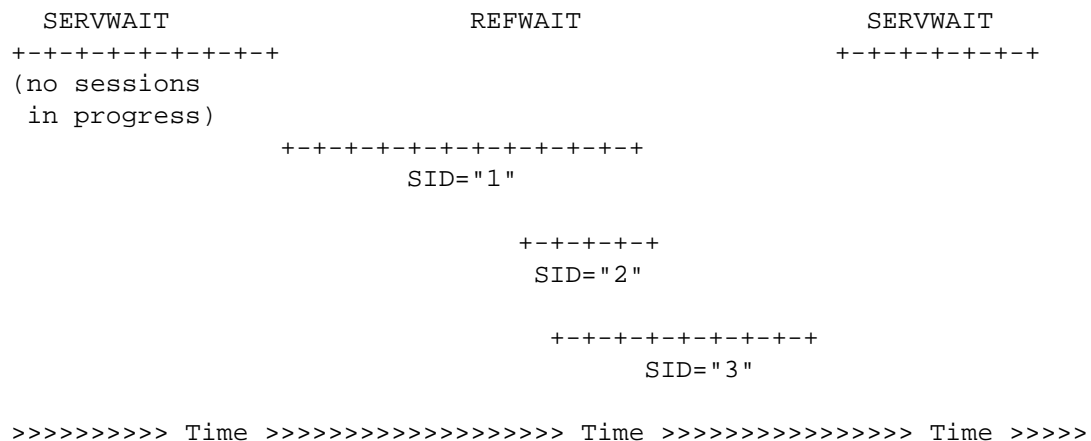 SERVWAIT REFWAIT SERVWAIT
+-+-+-+-+-+-+-+-+ +-+-+-+-+-+-+
(no sessions
in progress)
+-+-+-+-+-+-+-+-+-+-+-+
SID="1"
+-+-+-+-+
SID="2"
+-+-+-+-+-+-+-+-+
SID="3"
>>>>>>>>>> Time >>>>>>>>>>>>>>>>>>> Time >>>>>>>>>>>>>>>> Time >>>>>